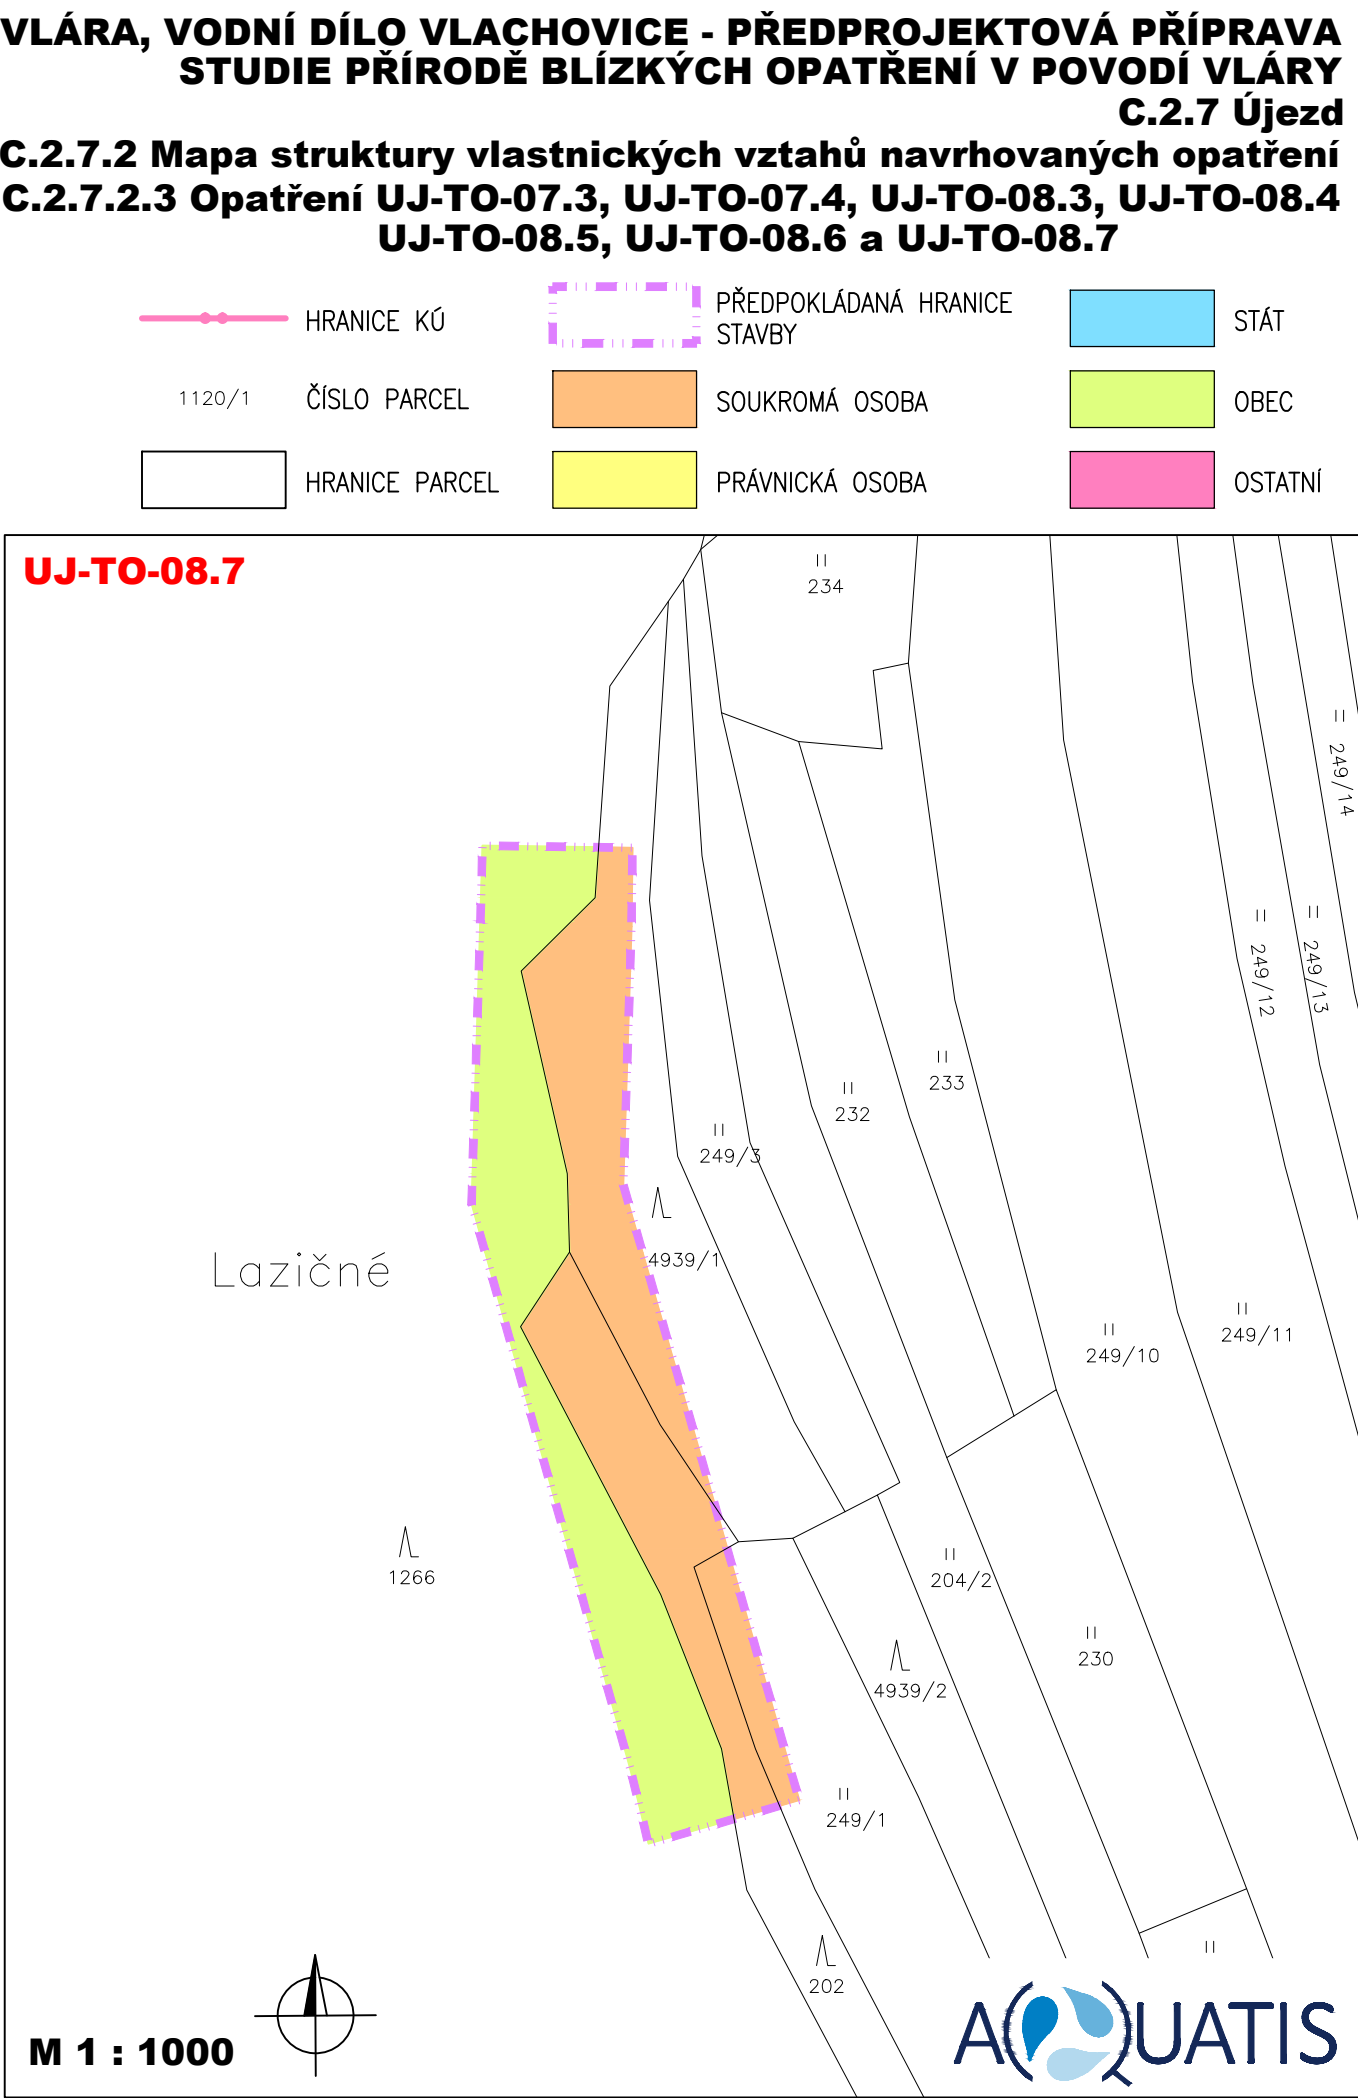 VLÁRA, VODNÍ DÍLO VLACHOVICE - PŘEDPROJEKTOVÁ PŘÍPRAVA
STUDIE PŘÍRODĚ BLÍZKÝCH OPATŘENÍ V POVODÍ VLÁRY
C.2.7 Újezd
C.2.7.2 Mapa struktury vlastnických vztahů navrhovaných opatření
C.2.7.2.3 Opatření UJ-TO-07.3, UJ-TO-07.4, UJ-TO-08.3, UJ-TO-08.4
UJ-TO-08.5, UJ-TO-08.6 a UJ-TO-08.7
HRANICE KÚ
PŘEDPOKLÁDANÁ HRANICE
STAVBY
STÁT
1120/1
ČÍSLO PARCEL
SOUKROMÁ OSOBA
OBEC
HRANICE PARCEL
PRÁVNICKÁ OSOBA
OSTATNÍ
UJ-TO-08.7
234
249/14
249/12
249/13
233
232
249/3
4939/1
Lazičné
249/11
249/10
1266
204/2
230
4939/2
249/1
202
M 1 : 1000
AQUATIS